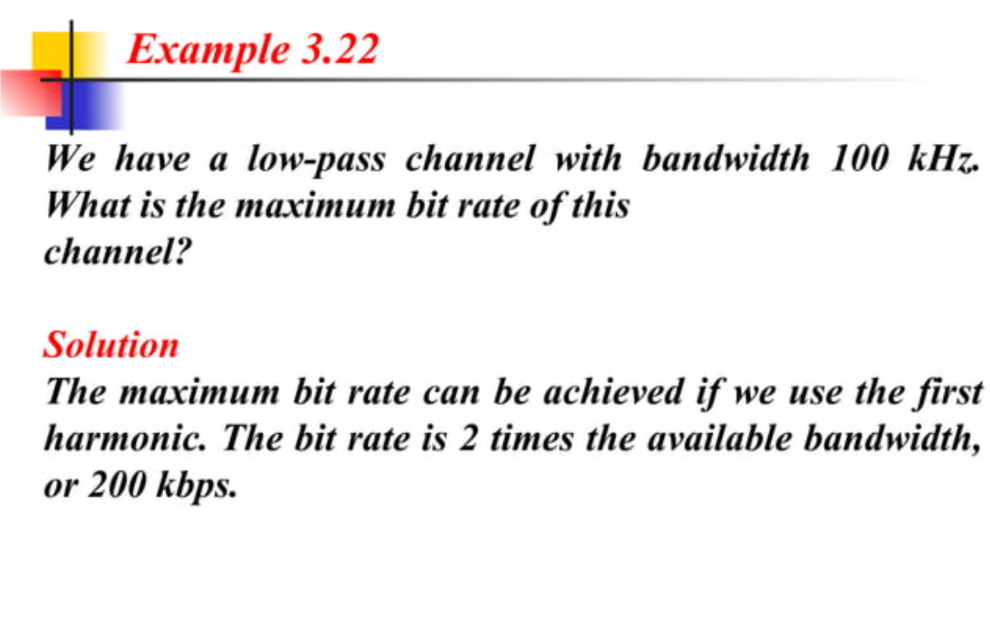 Example 3.22
We have a low-pass channel with bandwidth 100 kHz.
What is the maximum bit rate of this
channel?
Solution
The maximum bit rate can be achieved if we use the first
harmonic. The bit rate is 2 times the available bandwidth,
or 200 kbps.